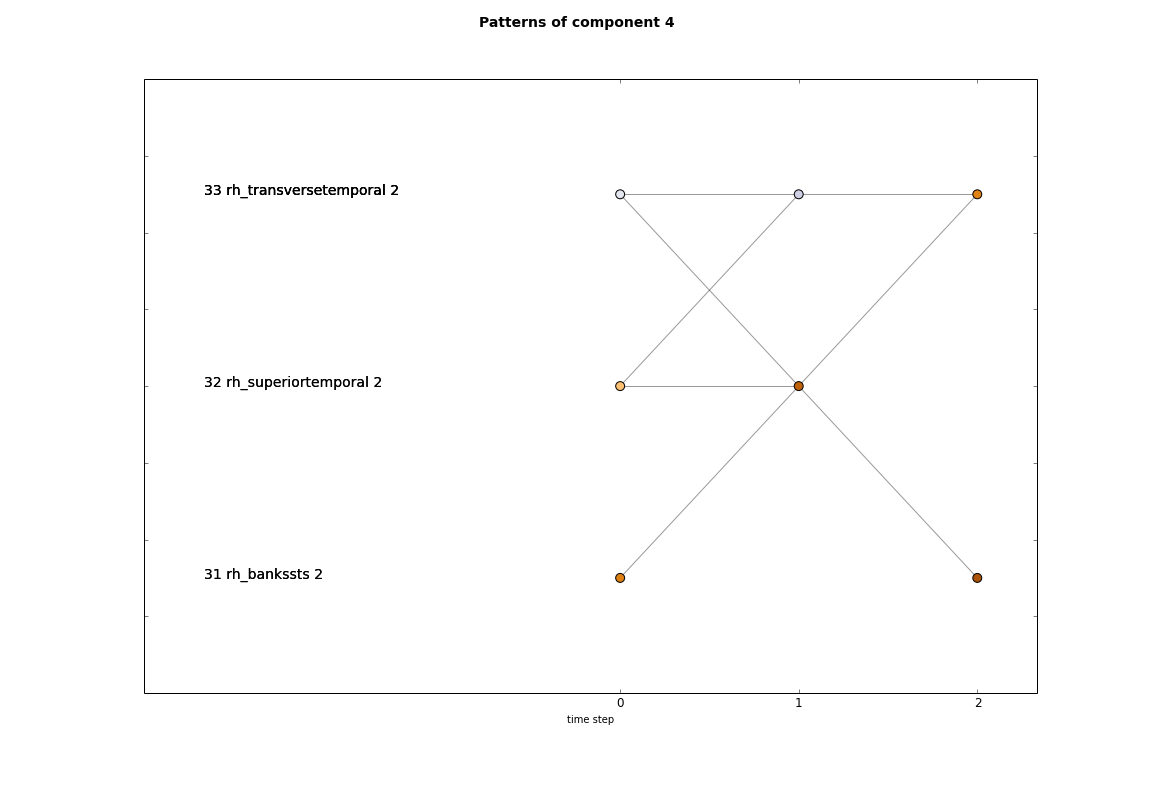 Patterns of component 4
33 rh_transversetemporal 2
32 rh_superiortemporal 2
31 rh_bankssts 2
0 1 2
time step